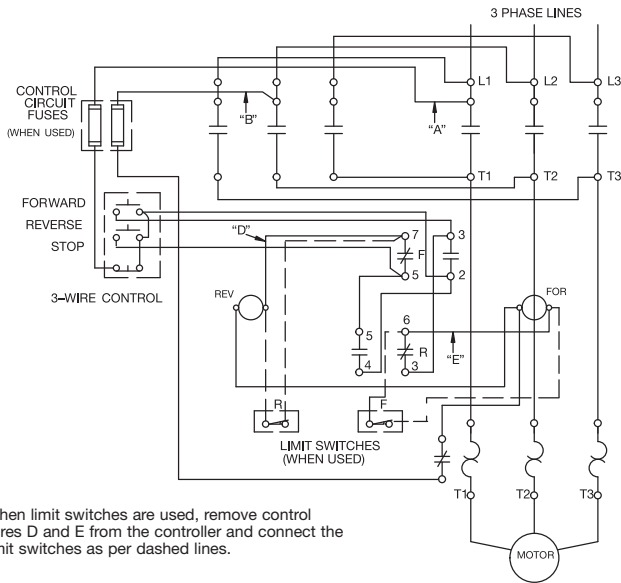 3 PHASE LINES
L1
L2
L3
CONTROL
CIRCUIT
FUSES
(WHEN USED)
"B"
"A"
T1
T2
T3
FORWARD
REVERSE
STOP
3–WIRE CONTROL
"D"
7
3
F
5
2
REV
FOR
5
6
"E"
R
4
3
R
F
LIMIT SWITCHES
(WHEN USED)
T1
T2
T3
MOTOR
hen limit switches are used, remove control
res D and E from the controller and connect the
mit switches as per dashed lines.